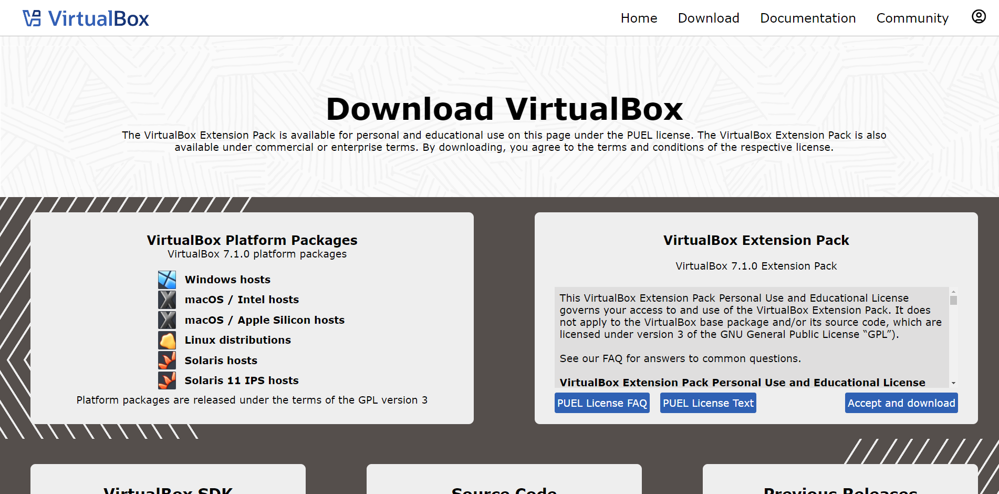 VirtualBox
Home
Download
Documentation
Community
Download VirtualBox
The VirtualBox Extension Pack is available for personal and educational use on this page under the PUEL license. The VirtualBox Extension Pack is also
available under commercial or enterprise terms. By downloading, you agree to the terms and conditions of the respective license.
VirtualBox Platform Packages
VirtualBox 7.1.0 platform packages
Windows hosts
macOS / Intel hosts
macOS / Apple Silicon hosts
Linux distributions
Solaris hosts
Solaris 11 IPS hosts
Platform packages are released under the terms of the GPL version 3
VirtualBox Extension Pack
VirtualBox 7.1.0 Extension Pack
This VirtualBox Extension Pack Personal Use and Educational License
governs your access to and use of the VirtualBox Extension Pack. It does
not apply to the VirtualBox base package and/or its source code, which are
licensed under version 3 of the GNU General Public License “GPL”).
See our FAQ for answers to common questions.
VirtualBox Extension Pack Personal Use and Educational License
PUEL License FAQ
PUEL License Text
Accept and download
VirtualBox SDK
Source Code
Previous Releases